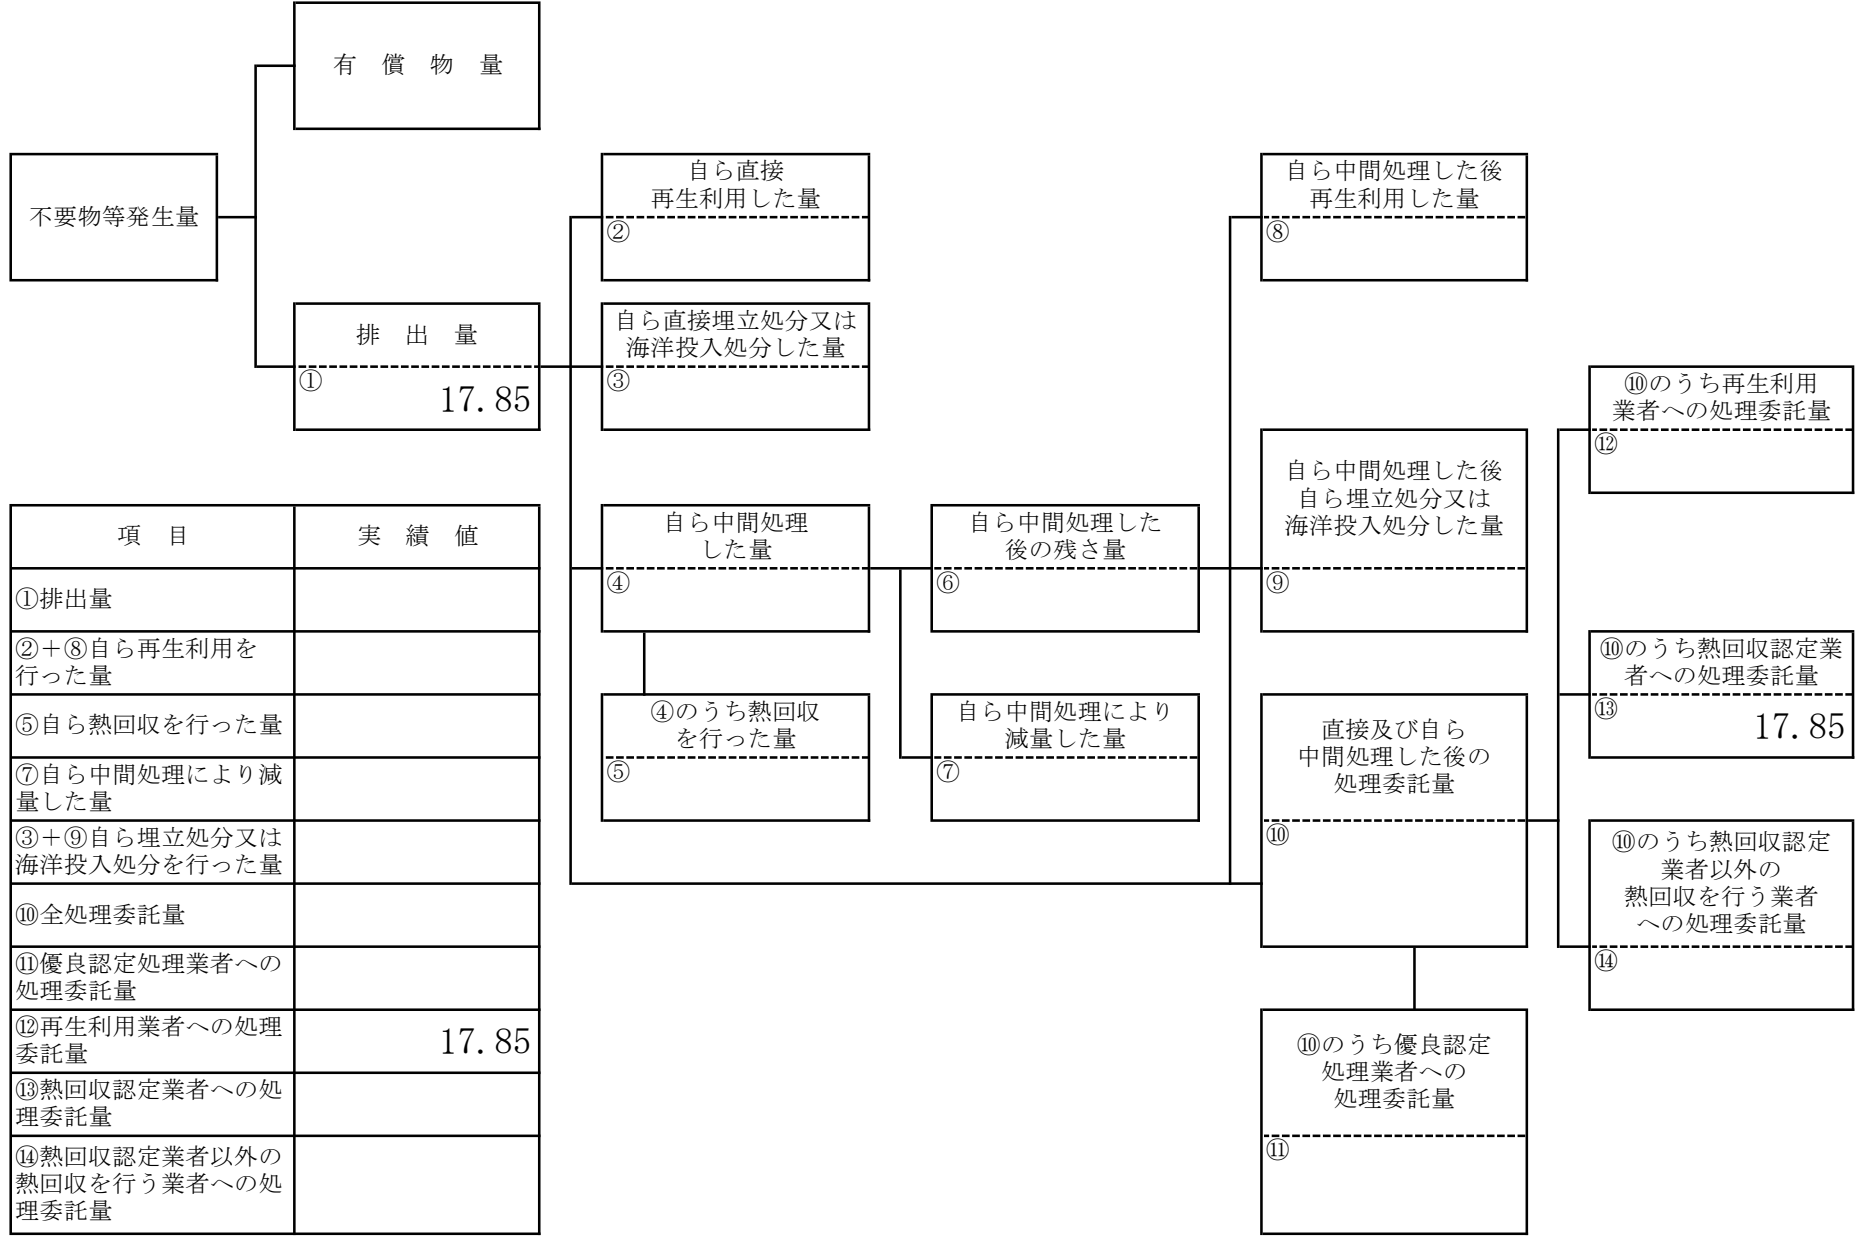 有 償 物 量
不要物等発生量
排 出 量
①
17.85
自ら直接
再生利用した量
②
自ら直接埋立処分又は
海洋投入処分した量
③
自ら中間処理
した量
④
④のうち熱回収
を行った量
⑤
自ら中間処理した
後の残さ量
⑥
自ら中間処理により
減量した量
⑦
自ら中間処理した後
再生利用した量
⑧
自ら中間処理した後
自ら埋立処分又は
海洋投入処分した量
⑨
直接及び自ら
中間処理した後の
処理委託量
⑩
⑩のうち優良認定
処理業者への
処理委託量
⑪
⑩のうち再生利用
業者への処理委託量
⑫
⑩のうち熱回収認定業
者への処理委託量
⑬
17.85
⑩のうち熱回収認定
業者以外の
熱回収を行う業者
への処理委託量
⑭
項 目 実 績 値
①排出量
②＋⑧自ら再生利用を
行った量
⑤自ら熱回収を行った量
⑦自ら中間処理により減
量した量
③＋⑨自ら埋立処分又は
海洋投入処分を行った量
⑩全処理委託量
⑪優良認定処理業者への
処理委託量
⑫再生利用業者への処理
委託量
17.85
⑬熱回収認定業者への処
理委託量
⑭熱回収認定業者以外の
熱回収を行う業者への処
理委託量